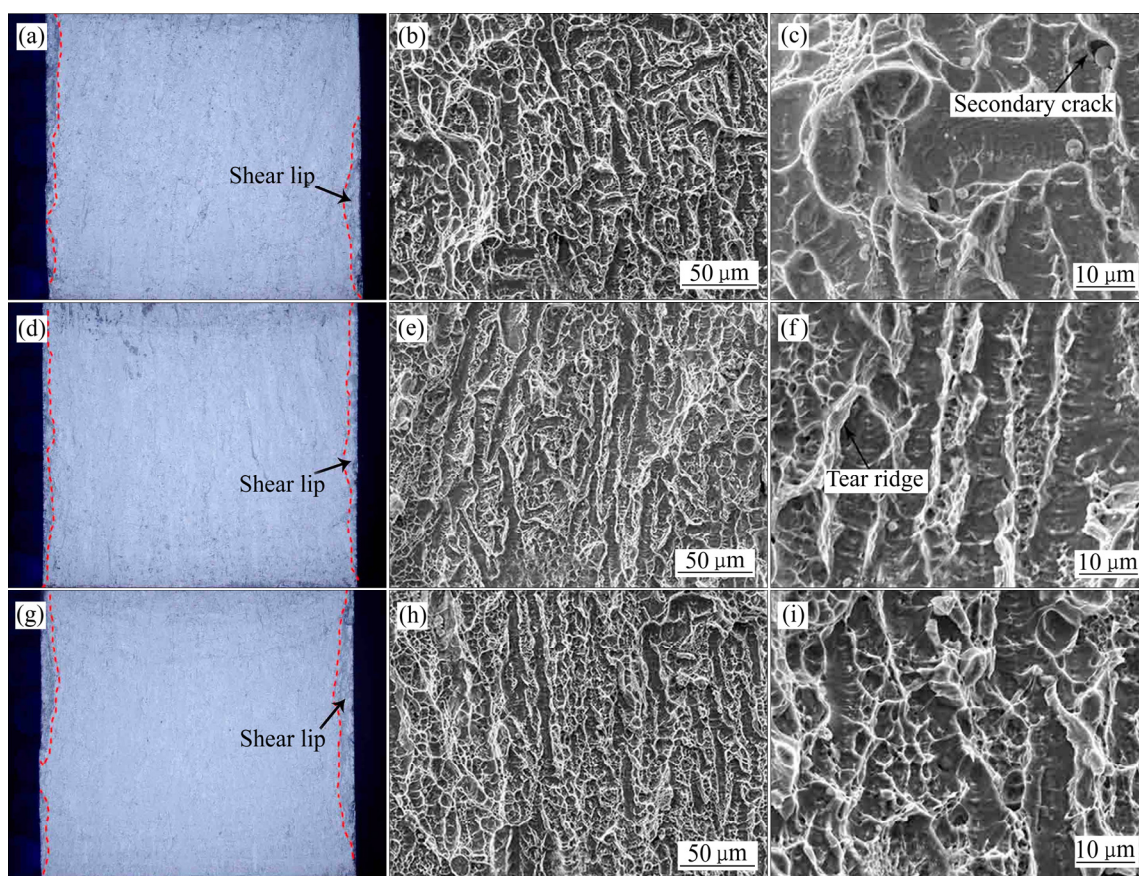 (a)
Shear lip
(b)
50 μm
(c)
Secondary crack
10 μm
(d)
Shear lip
(e)
50 μm
(f)
Tear ridge
10 μm
(g)
Shear lip
(h)
50 μm
(i)
10 μm